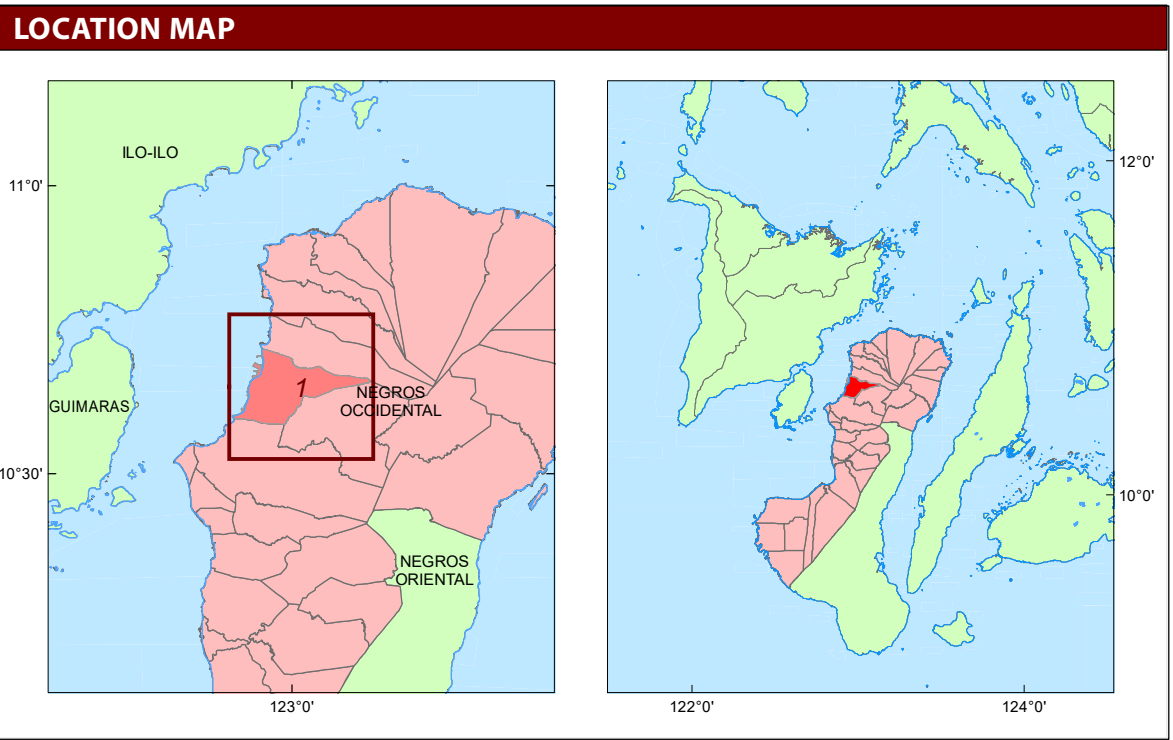 LOCATION MAP
ILO-ILO
11°0'
12°0'
1
NEGROS
OCCIDENTAL
GUIMARAS
10°30'
10°0'
NEGROS
ORIENTAL
123°0'
122°0'
124°0'